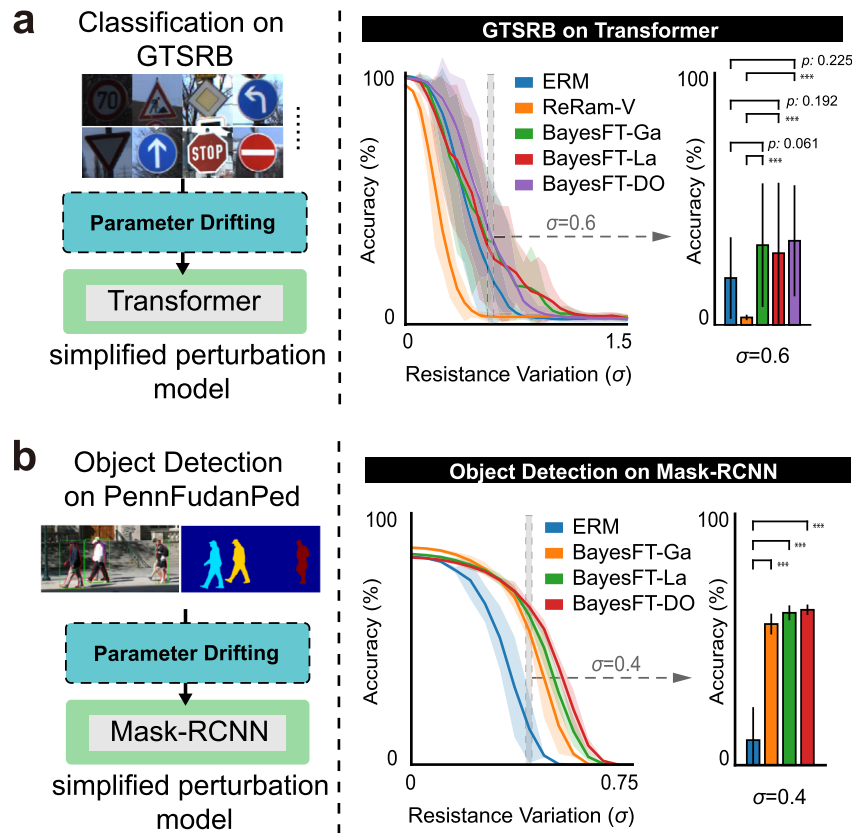 a
Classification on
GTSRB
70
STOP
Parameter Drifting
Transformer
simplified perturbation
model
GTSRB on Transformer
100
Accuracy (%)
0
0
1.5
Resistance Variation (σ)
ERM
ReRam-V
BayesFT-Ga
BayesFT-La
BayesFT-DO
σ=0.6
100
Accuracy (%)
0
p: 0.225
***
p: 0.192
***
p: 0.061
***
σ=0.6
b
Object Detection
on PennFudanPed
Parameter Drifting
Mask-RCNN
simplified perturbation
model
Object Detection on Mask-RCNN
100
Accuracy (%)
0
0
0.75
Resistance Variation (σ)
ERM
BayesFT-Ga
BayesFT-La
BayesFT-DO
σ=0.4
100
Accuracy (%)
0
***
***
***
σ=0.4